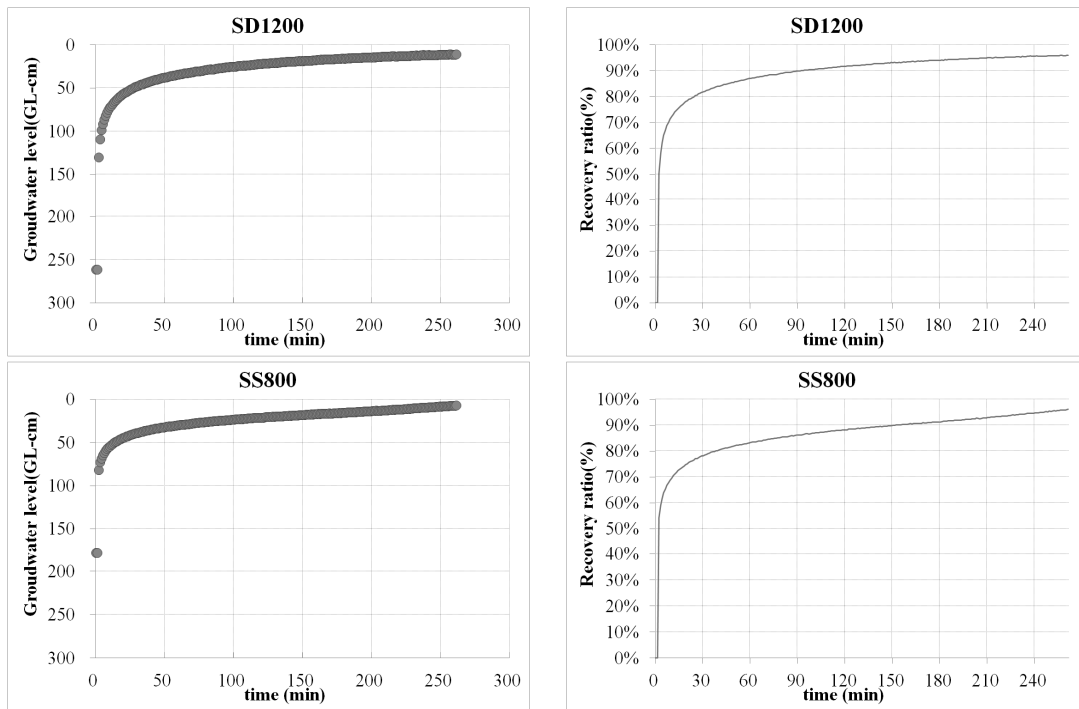 SD1200
Groudwater level(GL-cm)
0
50
100
150
200
250
300
0 50 100 150 200 250 300
time (min)
SD1200
Recovery ratio(%)
100%
90%
80%
70%
60%
50%
40%
30%
20%
10%
0%
0 30 60 90 120 150 180 210 240
time (min)
SS800
Groudwater level(GL-cm)
0
50
100
150
200
250
300
0 50 100 150 200 250 300
time (min)
SS800
Recovery ratio(%)
100%
90%
80%
70%
60%
50%
40%
30%
20%
10%
0%
0 30 60 90 120 150 180 210 240
time (min)